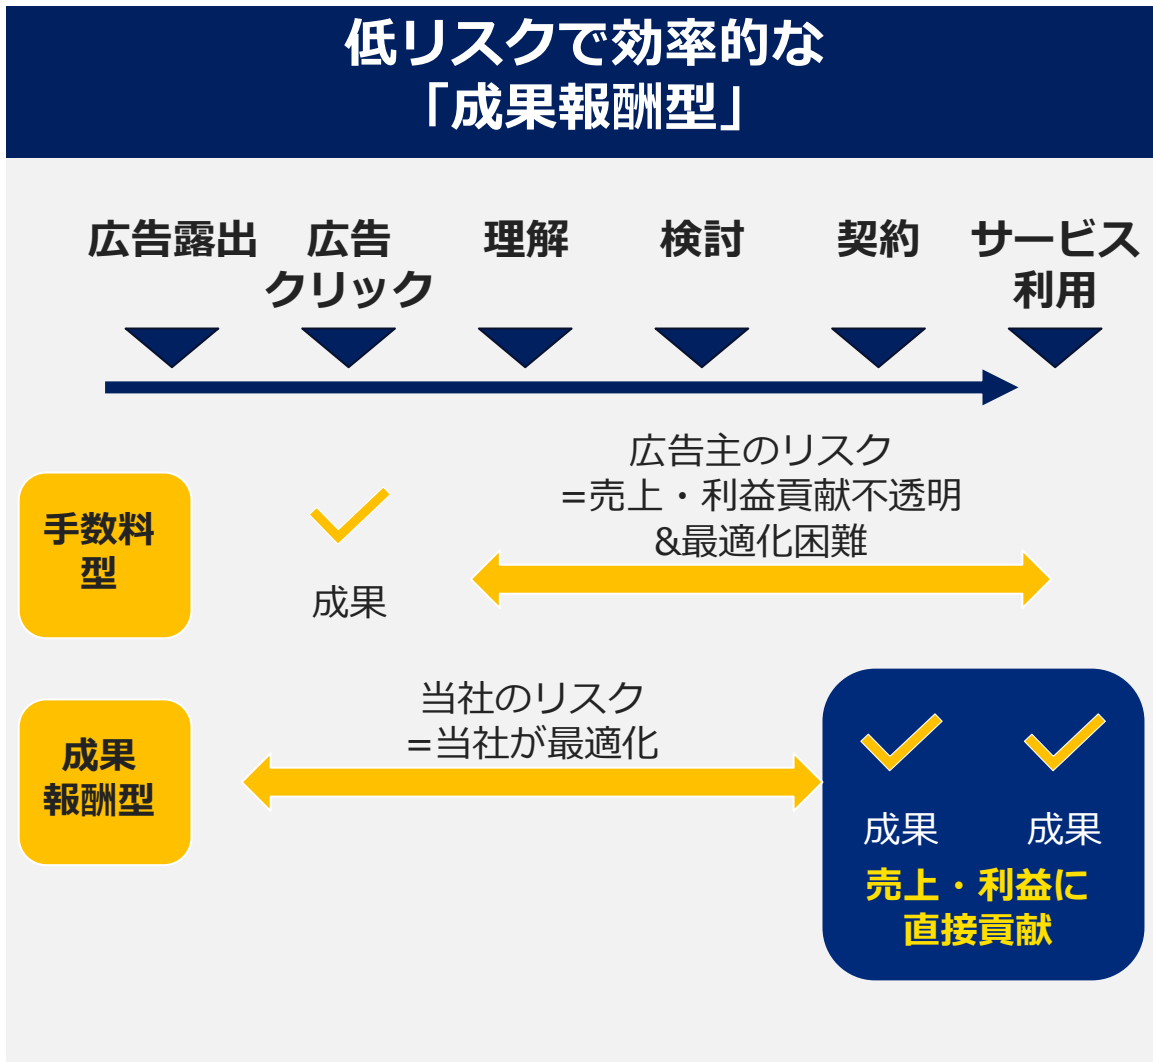 低リスクで効率的な
「成果報酬型」
広告露出
広告
クリック
理解
検討
契約
サービス
利用
広告主のリスク
=売上・利益貢献不透明
&最適化困難
手数料
型
成果
当社のリスク
=当社が最適化
成果
報酬型
成果
成果
売上・利益に
直接貢献